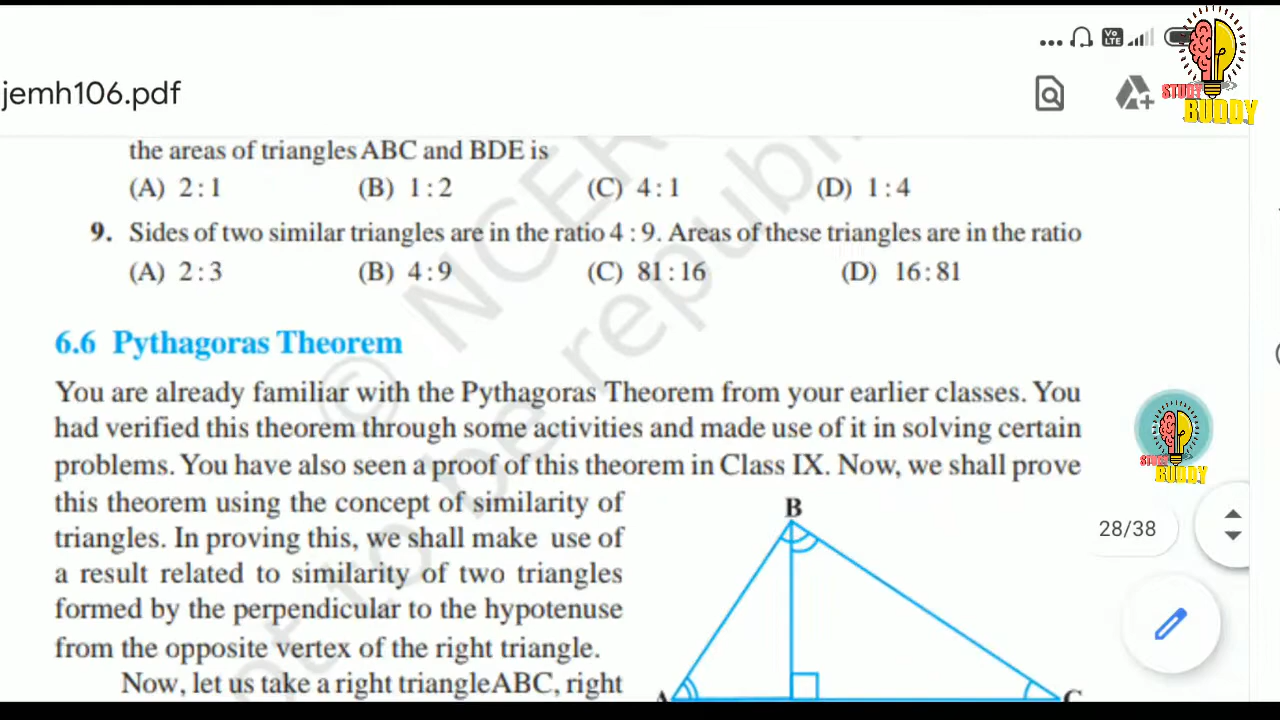 Vo
LTE
STUDY
BUDDY
jemh106.pdf
the areas of triangles ABC and BDE is
(A) 2 : 1 (B) 1 : 2 (C) 4 : 1 (D) 1 : 4
9. Sides of two similar triangles are in the ratio 4 : 9. Areas of these triangles are in the ratio
(A) 2 : 3 (B) 4 : 9 (C) 81 : 16 (D) 16 : 81
6.6 Pythagoras Theorem
You are already familiar with the Pythagoras Theorem from your earlier classes. You
had verified this theorem through some activities and made use of it in solving certain
problems. You have also seen a proof of this theorem in Class IX. Now, we shall prove
this theorem using the concept of similarity of
triangles. In proving this, we shall make use of
a result related to similarity of two triangles
formed by the perpendicular to the hypotenuse
from the opposite vertex of the right triangle.
Now, let us take a right triangle ABC, right
B
A
C
STUDY
BUDDY
28/38
© NCER
be republi